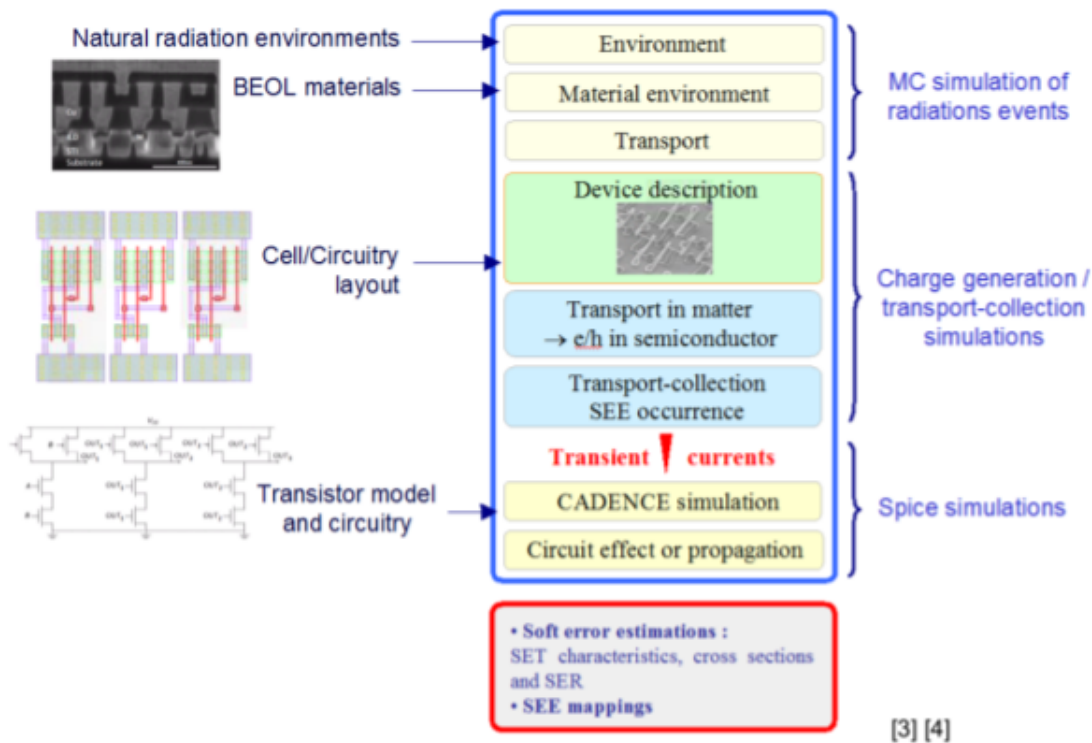 Natural radiation environments
BEOL materials
Substrate
Cell/Circuitry
layout
Transistor model
and circuitry
Environment
Material environment
Transport
Device description
Transport in matter
→ e/h in semiconductor
Transport-collection
SEE occurrence
Transient currents
CADENCE simulation
Circuit effect or propagation
MC simulation of
radiations events
Charge generation /
transport-collection
simulations
Spice simulations
• Soft error estimations :
SET characteristics, cross sections
and SER
• SEE mappings
[3] [4]